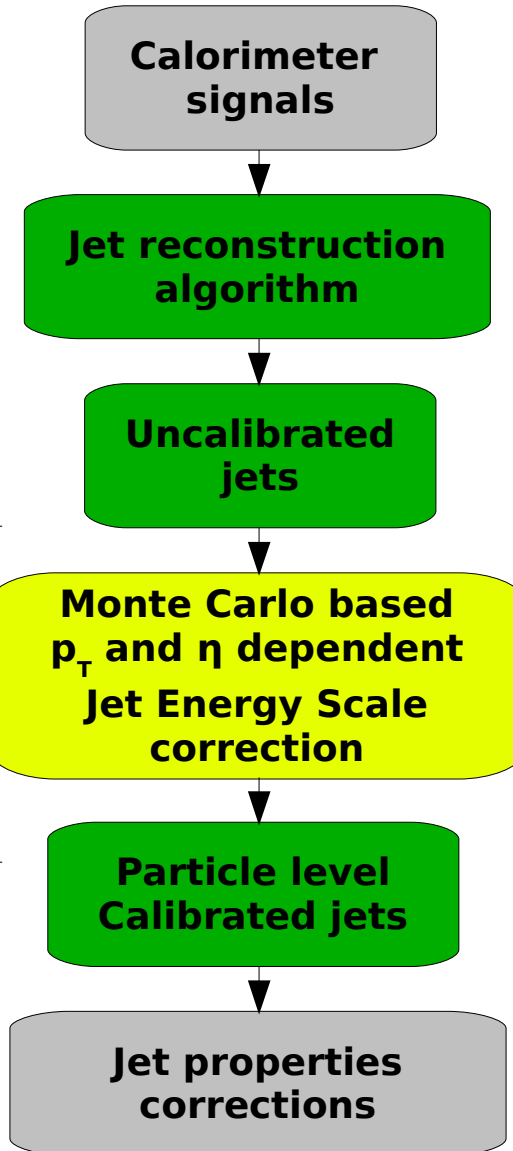 Calorimeter
signals
Jet reconstruction
algorithm
Uncalibrated
jets
Monte Carlo based
pT and η dependent
Jet Energy Scale
correction
Particle level
Calibrated jets
Jet properties
corrections